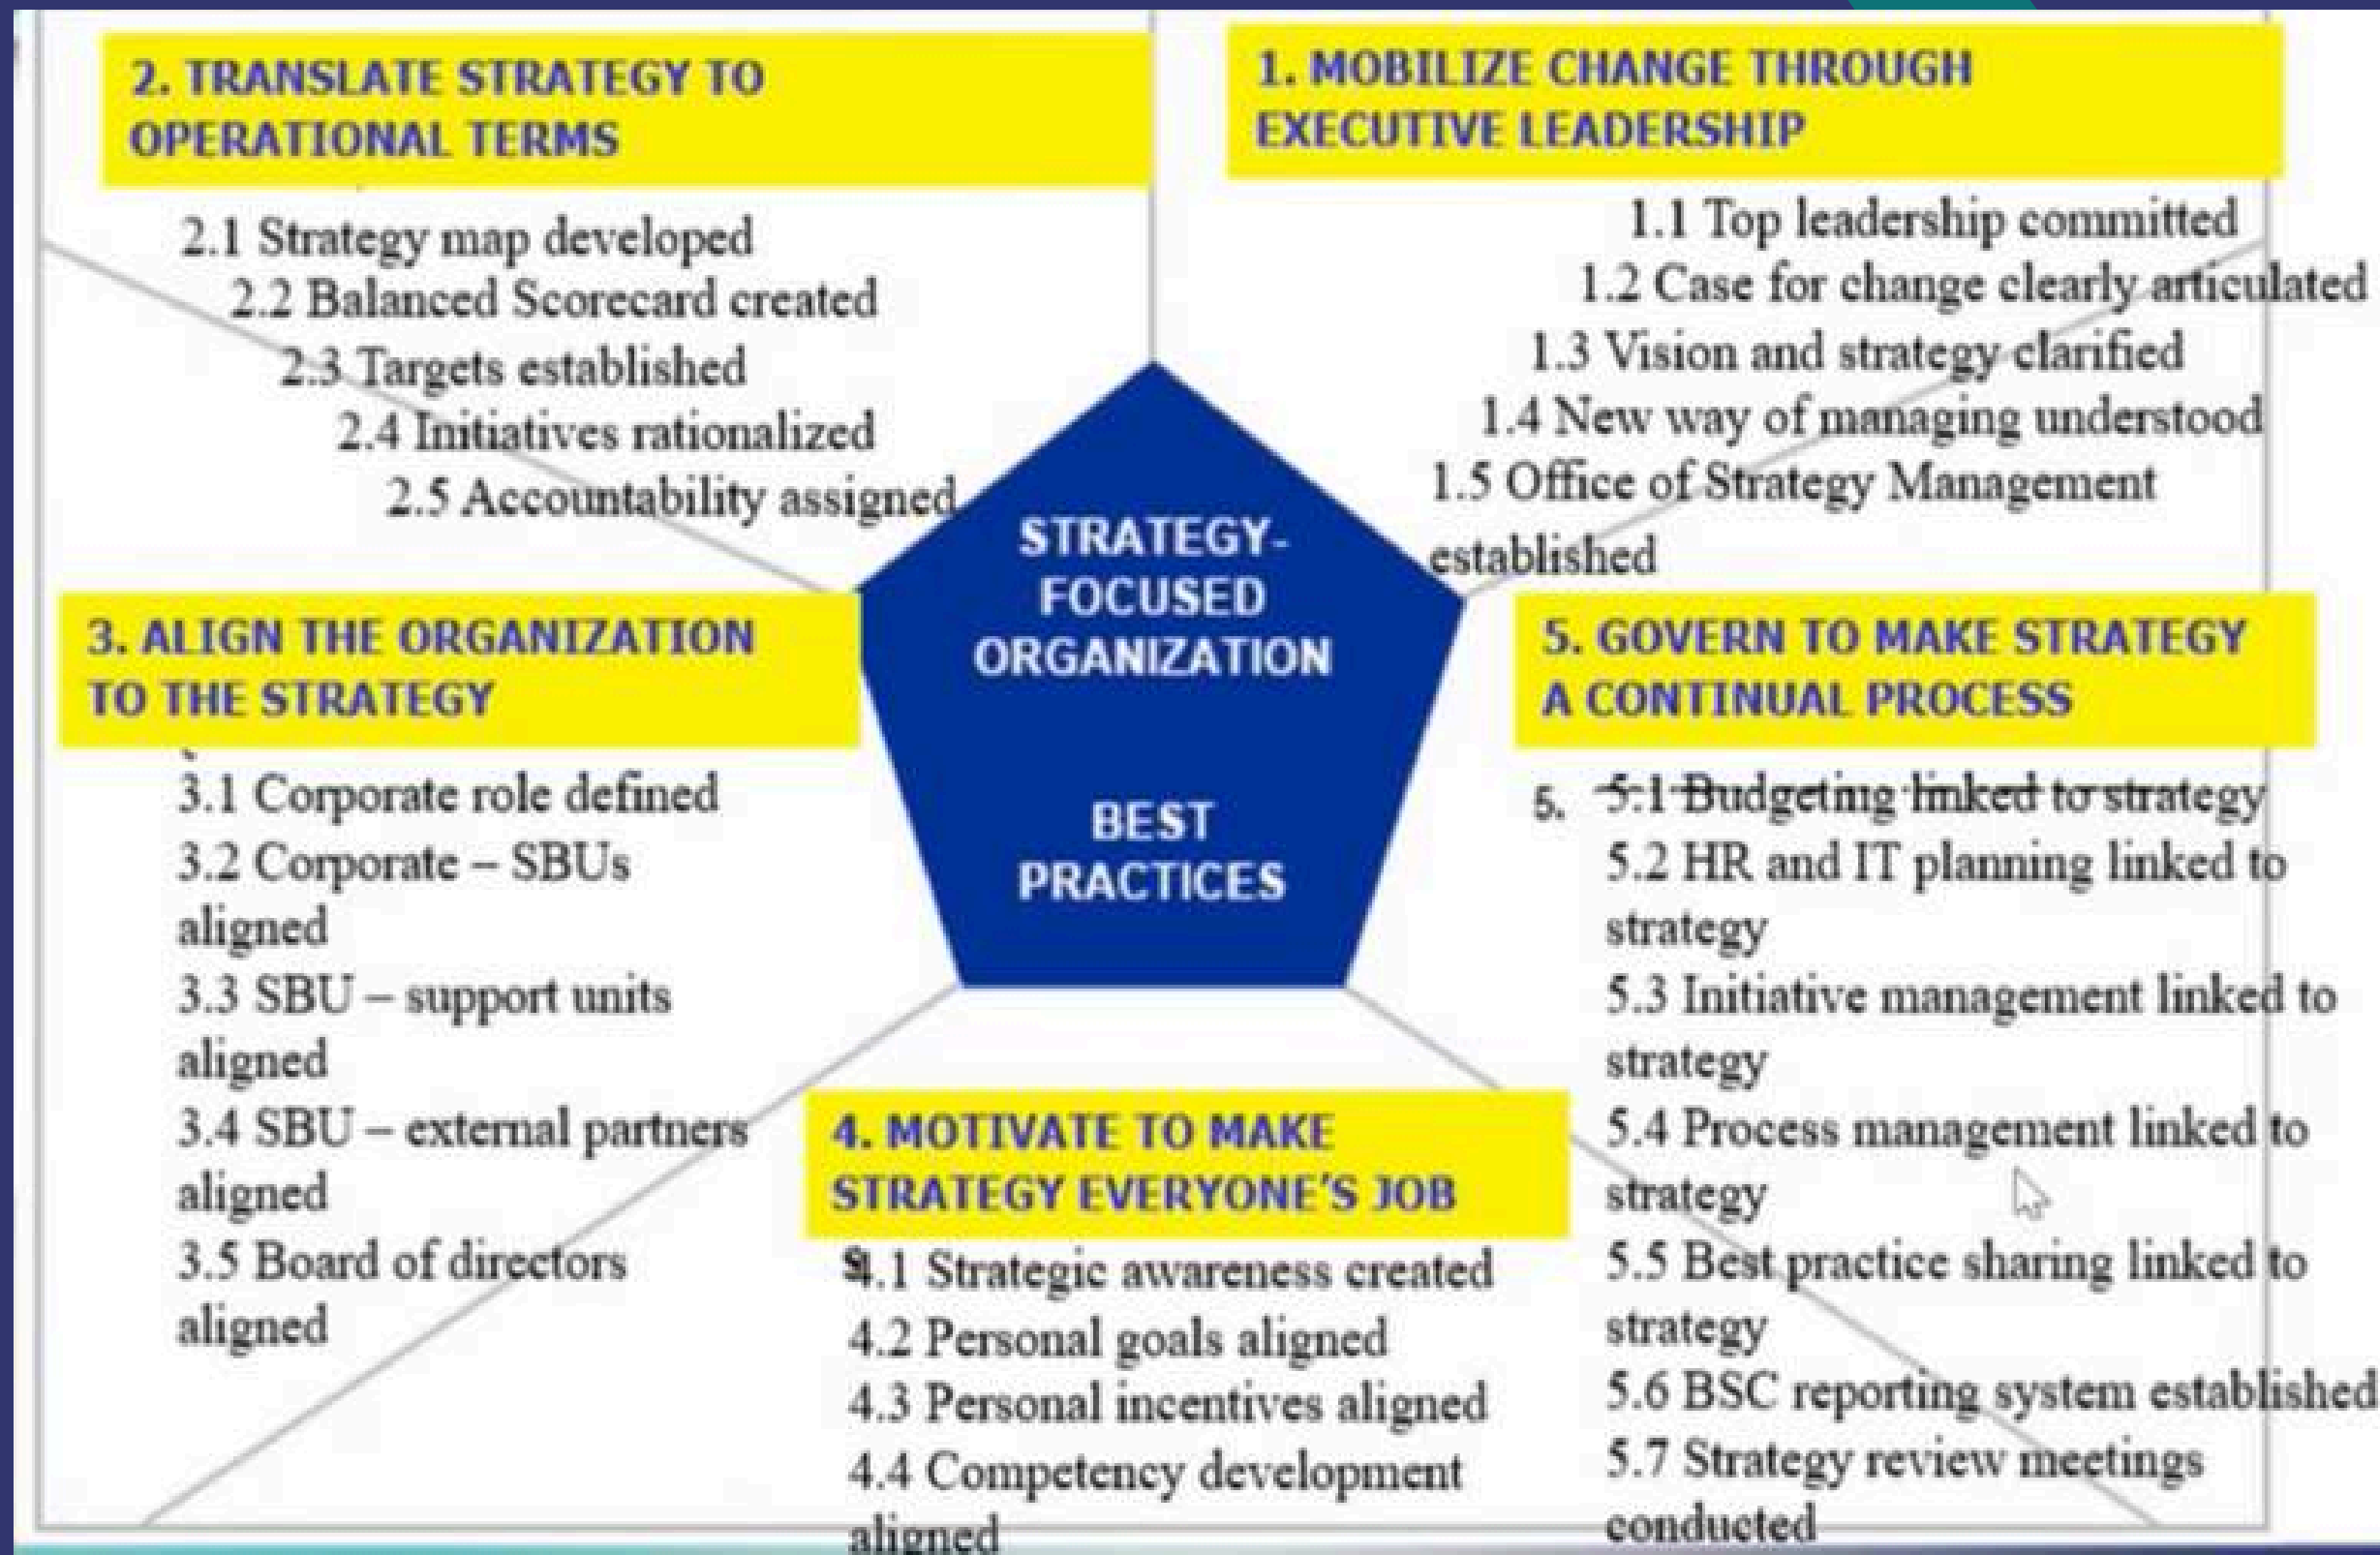 2. TRANSLATE STRATEGY TO
OPERATIONAL TERMS
2.1 Strategy map developed
2.2 Balanced Scorecard created
2.3 Targets established
2.4 Initiatives rationalized
2.5 Accountability assigned
1. MOBILIZE CHANGE THROUGH
EXECUTIVE LEADERSHIP
1.1 Top leadership committed
1.2 Case for change clearly articulated
1.3 Vision and strategy clarified
1.4 New way of managing understood
1.5 Office of Strategy Management
established
STRATEGY-
FOCUSED
ORGANIZATION
BEST
PRACTICES
3. ALIGN THE ORGANIZATION
TO THE STRATEGY
3.1 Corporate role defined
3.2 Corporate – SBUs
aligned
3.3 SBU – support units
aligned
3.4 SBU – external partners
aligned
3.5 Board of directors
aligned
4. MOTIVATE TO MAKE
STRATEGY EVERYONE'S JOB
4.1 Strategic awareness created
4.2 Personal goals aligned
4.3 Personal incentives aligned
4.4 Competency development
aligned
5. GOVERN TO MAKE STRATEGY
A CONTINUAL PROCESS
5. 5.1 Budgeting linked to strategy
5.2 HR and IT planning linked to
strategy
5.3 Initiative management linked to
strategy
5.4 Process management linked to
strategy
5.5 Best practice sharing linked to
strategy
5.6 BSC reporting system established
5.7 Strategy review meetings
conducted